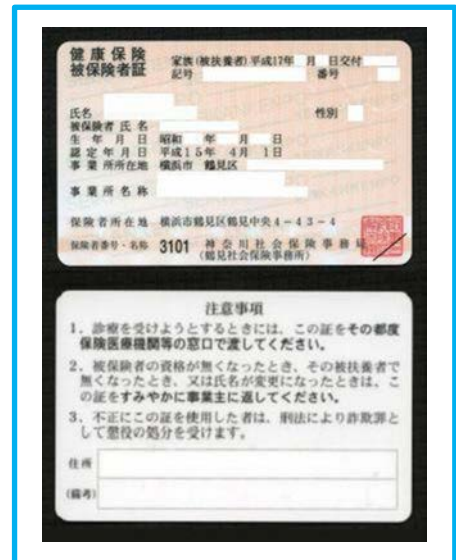 健康保険 家族(被扶養者) 平成17年 月 日交付
被保険者証 記号 番号
氏名 性別
被保険者氏名
生年月日 昭和 年 月 日
認定年月日 平成15年 4月 1日
事業所所在地 横浜市 鶴見区
事業所名称
保険者所在地 横浜市鶴見区鶴見中央4-43-4
保険者番号・名称 3101 神奈川社会保険事務局
(鶴見社会保険事務所)
注意事項
1、診療を受けようとするときには、この証をその都度
保険医療機関等の窓口で渡してください。
2、被保険者の資格が無くなったとき、その被扶養者で
無くなったとき、又は氏名が変更になったときは、こ
の証をすみやかに事業主に返してください。
3、不正にこの証を使用した者は、刑法により詐欺罪と
して懲役の処分を受けます。
住所
(備考)